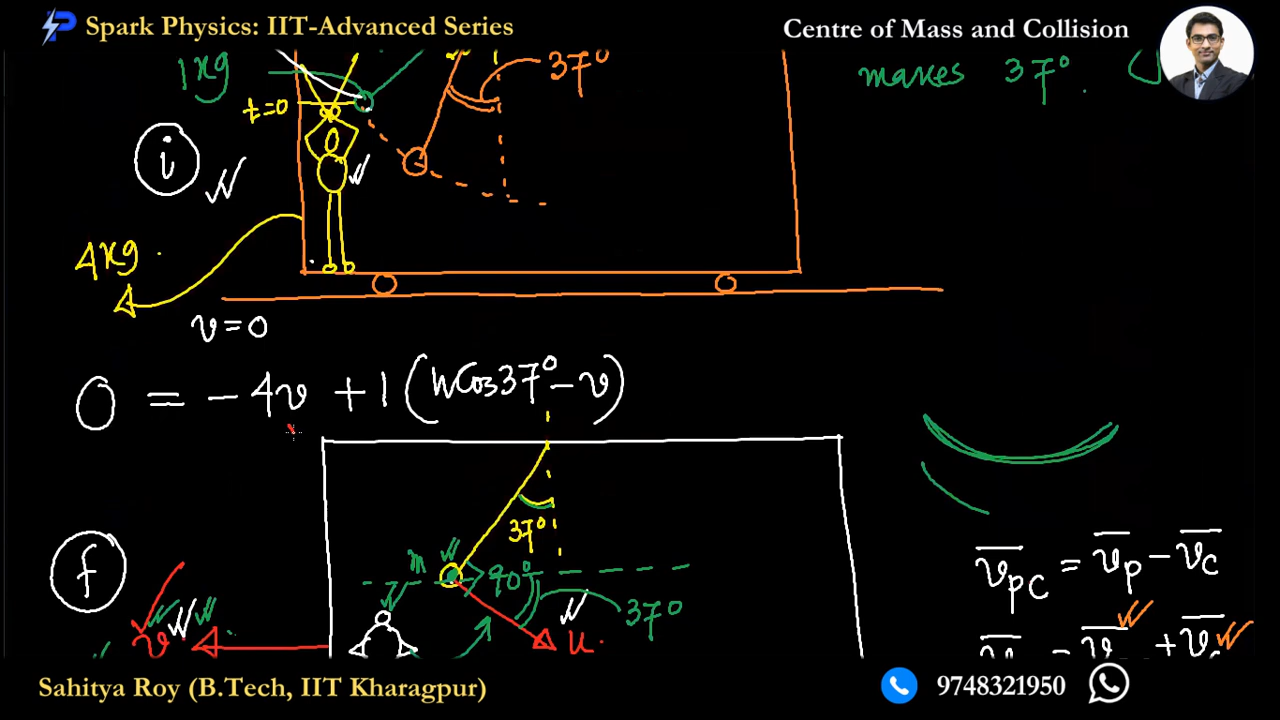 Spark Physics: IIT-Advanced Series
Centre of Mass and Collision
1kg
37°
makes 37°.
t=0
i
4kg.
v=0
0 = -4v + 1(uCos37° - v)
37°
f
m
90°
37°
v
u.
v̅pc = v̅p - v̅c
Sahitya Roy (B.Tech, IIT Kharagpur)
9748321950